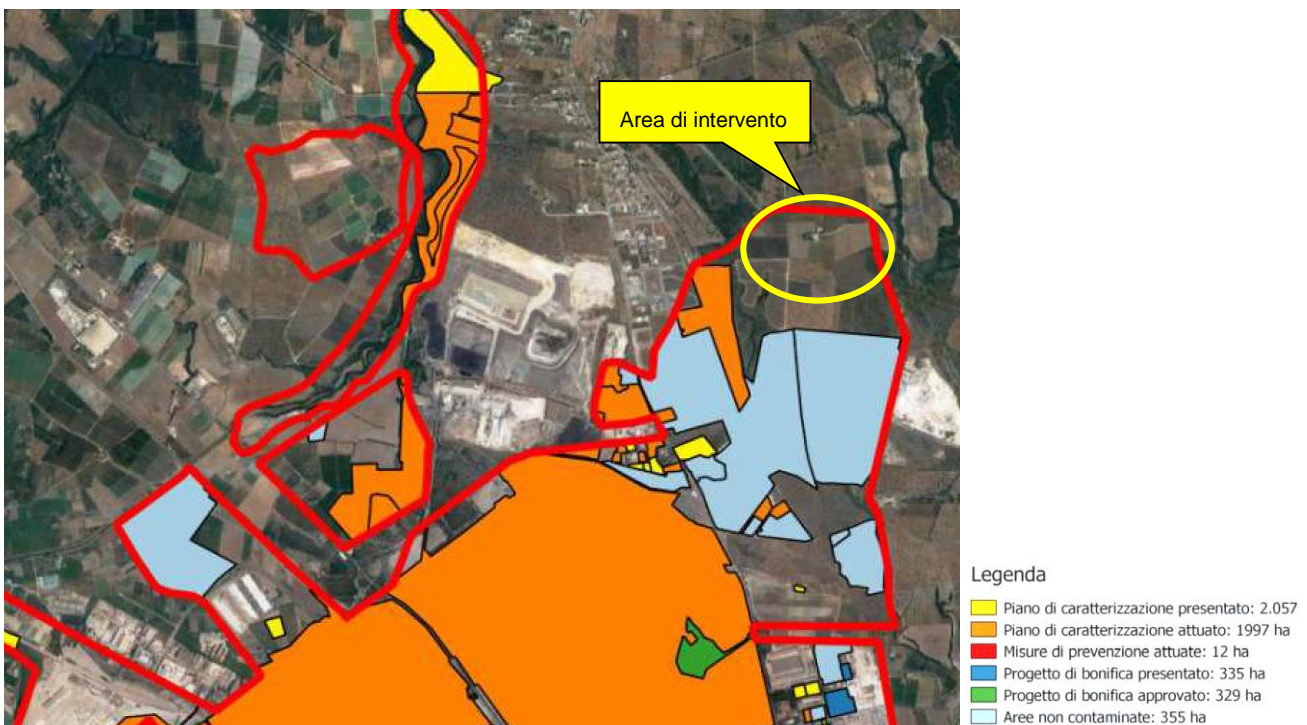 Area di intervento
Legenda
Piano di caratterizzazione presentato: 2.057
Piano di caratterizzazione attuato: 1997 ha
Misure di prevenzione attuate: 12 ha
Progetto di bonifica presentato: 335 ha
Progetto di bonifica approvato: 329 ha
Aree non contaminate: 355 ha